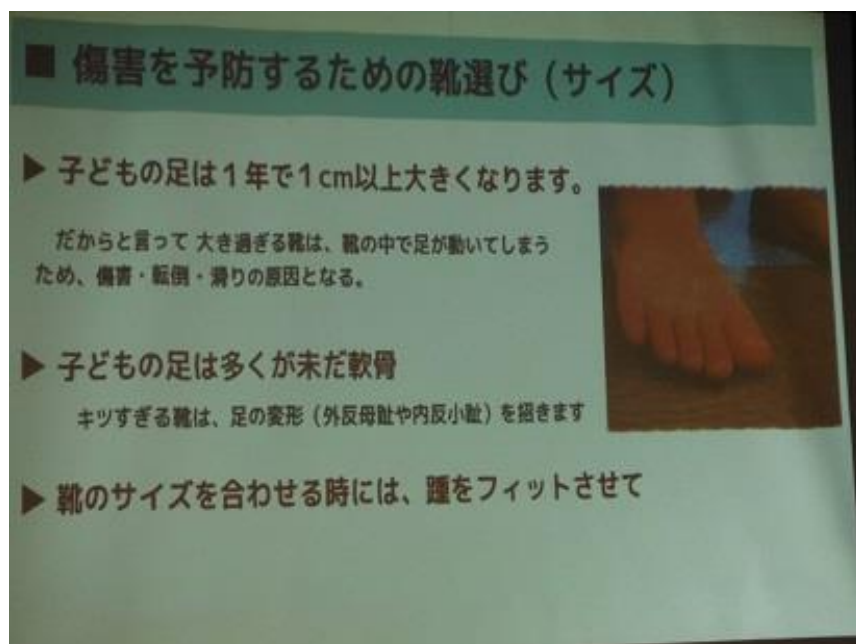 ■ 傷害を予防するための靴選び（サイズ）
▶ 子どもの足は１年で１cm以上大きくなります。
だからと言って 大き過ぎる靴は、靴の中で足が動いてしまう
ため、傷害・転倒・滑りの原因となる。
▶ 子どもの足は多くが未だ軟骨
キツすぎる靴は、足の変形（外反母趾や内反小趾）を招きます
▶ 靴のサイズを合わせる時には、踵をフィットさせて